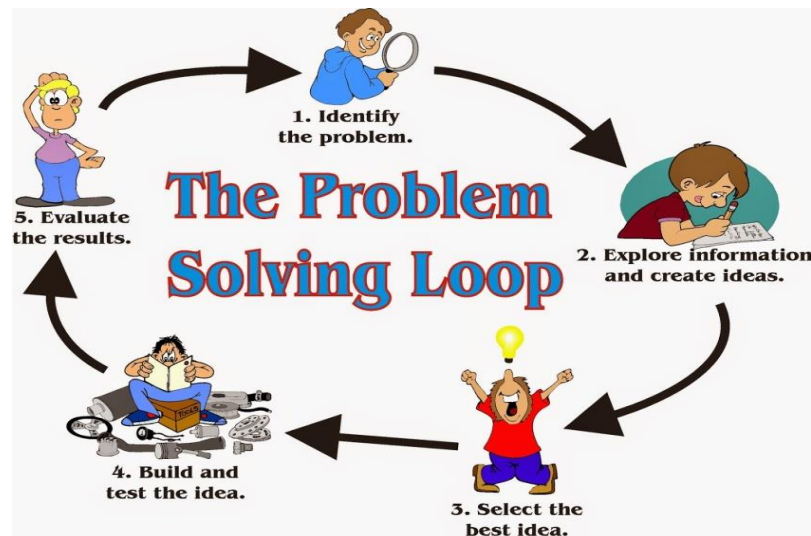 The Problem
Solving Loop
1. Identify
the problem.
2. Explore information
and create ideas.
3. Select the
best idea.
4. Build and
test the idea.
5. Evaluate
the results.